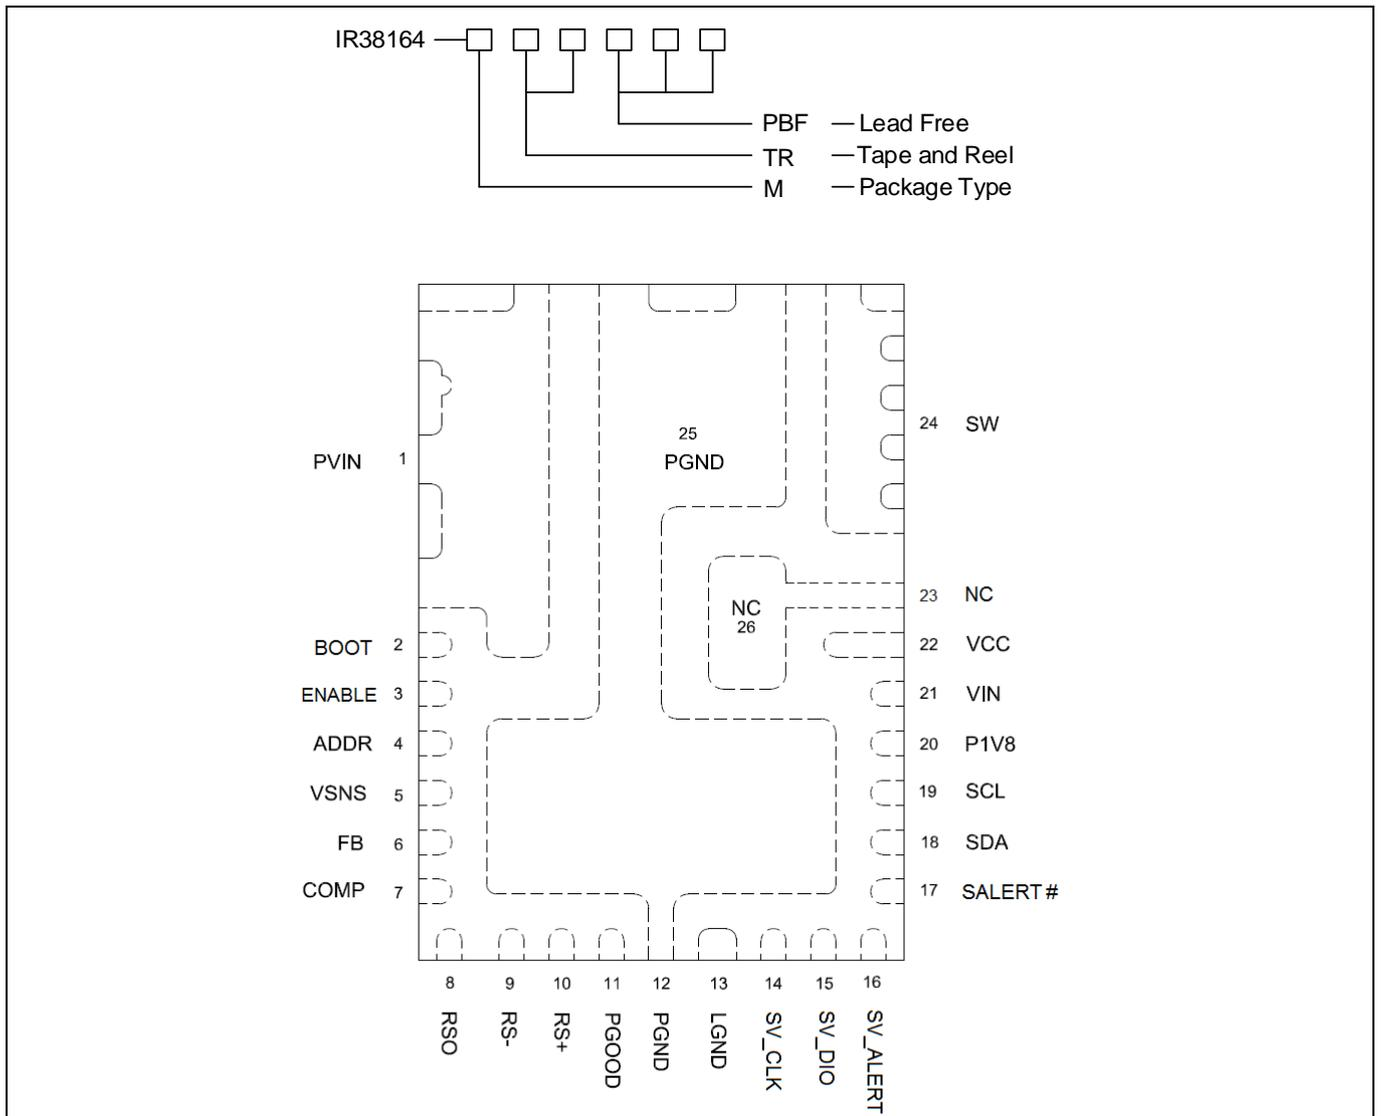 IR38164
PBF — Lead Free
TR — Tape and Reel
M — Package Type
25
PGND
24 SW
PVIN 1
23 NC
NC
26
BOOT 2
22 VCC
ENABLE 3
21 VIN
ADDR 4
20 P1V8
VSNS 5
19 SCL
FB 6
18 SDA
COMP 7
17 SALERT#
8 9 10 11 12 13 14 15 16
RSO
RS-
RS+
PGOOD
PGND
LGND
SV_CLK
SV_DIO
SV_ALERT